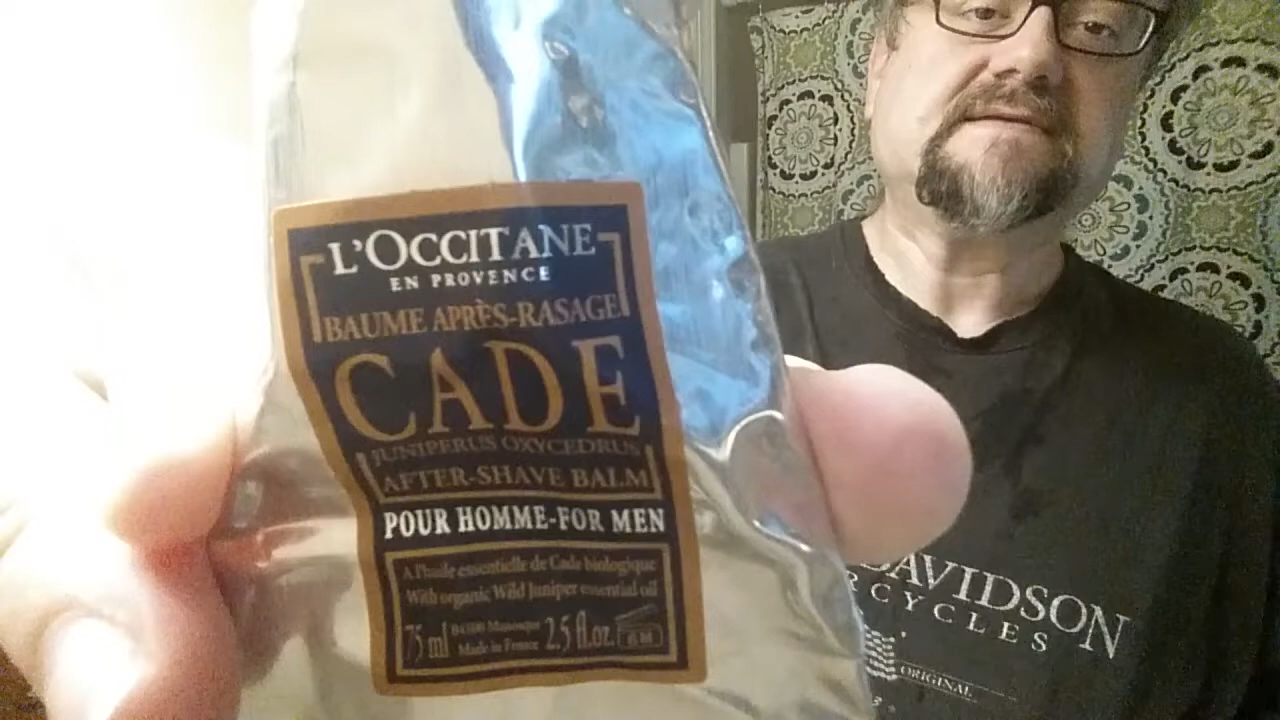 L'OCCITANE
EN PROVENCE
BAUME APRÈS-RASAGE
CADE
JUNIPERUS OXYCEDRUS
AFTER-SHAVE BALM
POUR HOMME-FOR MEN
A l'huile essentielle de Cade biologique
With organic Wild Juniper essential oil
75 ml
Made in France
2.5 fl.oz.
DAVIDSON
CYCLES
ORIGINAL